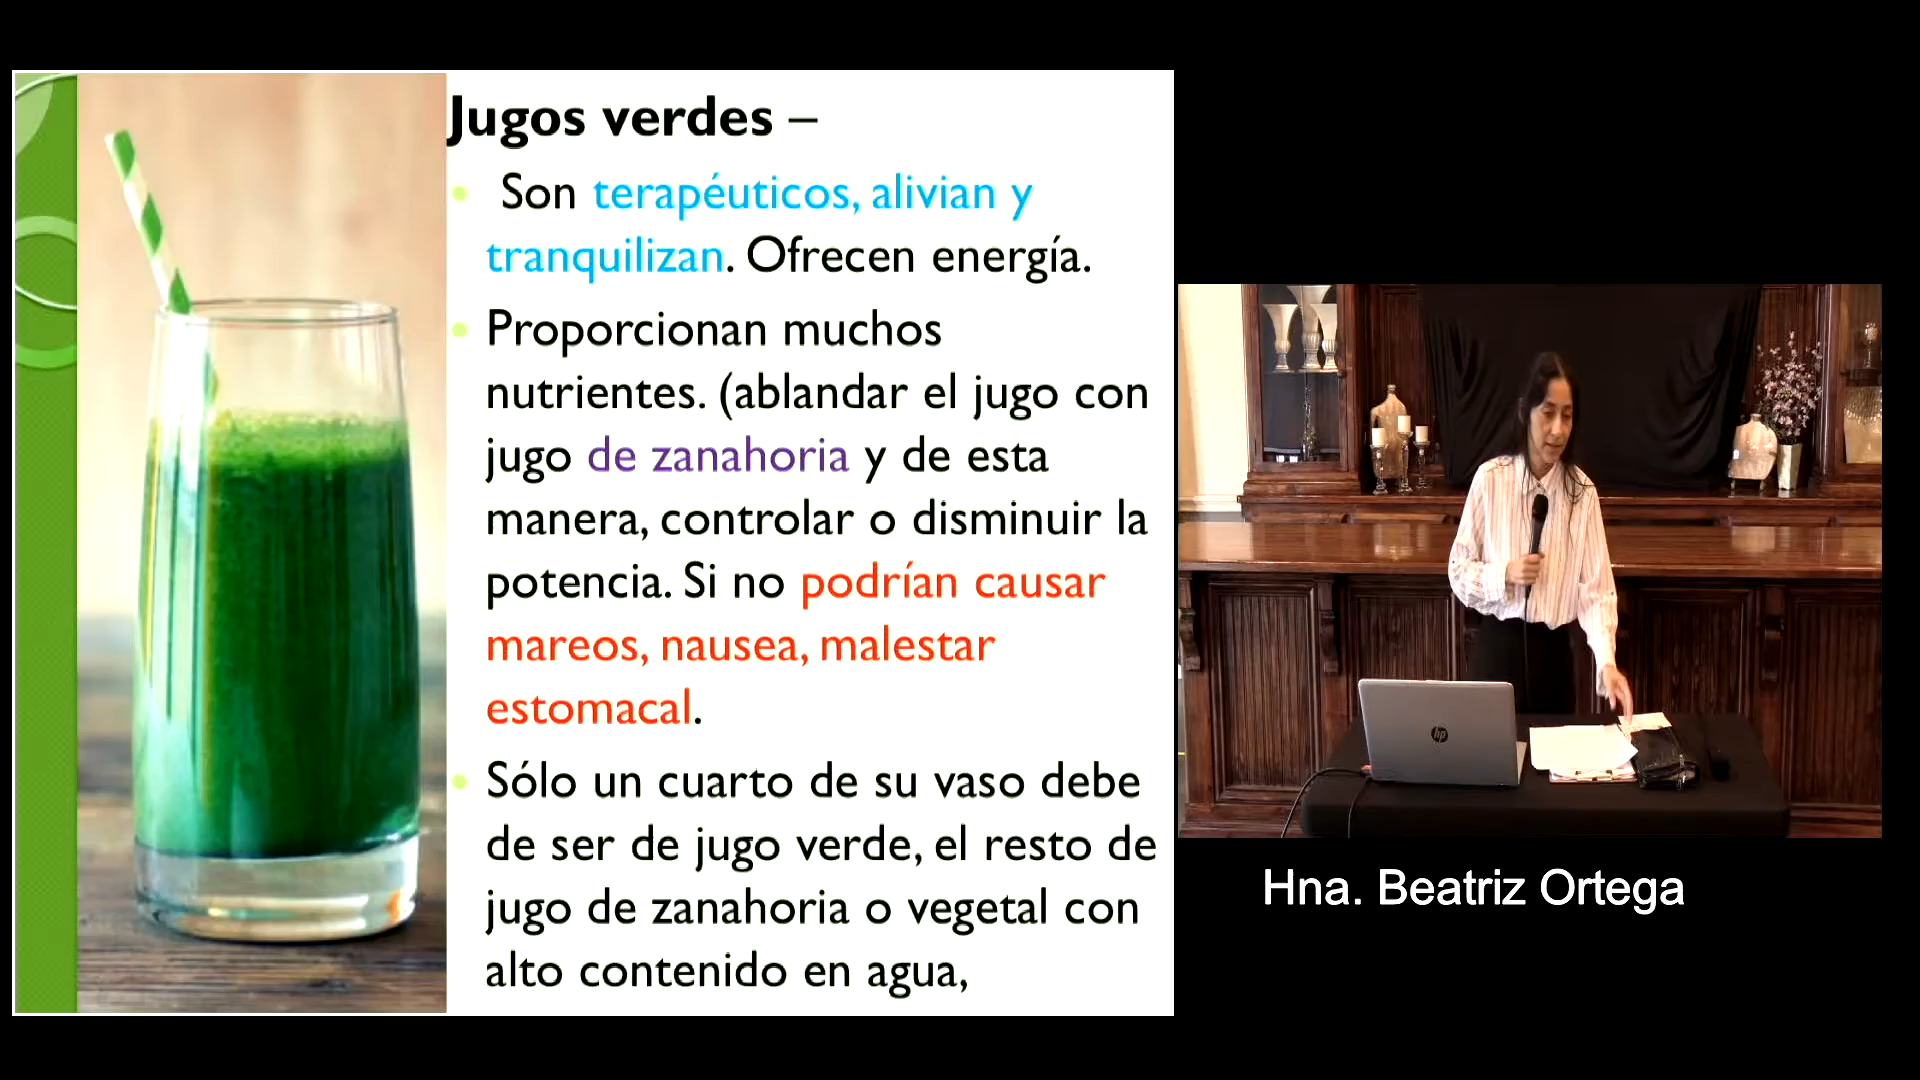 Jugos verdes –
• Son terapéuticos, alivian y
tranquilizan. Ofrecen energía.
• Proporcionan muchos
nutrientes. (ablandar el jugo con
jugo de zanahoria y de esta
manera, controlar o disminuir la
potencia. Si no podrían causar
mareos, nausea, malestar
estomacal.
• Sólo un cuarto de su vaso debe
de ser de jugo verde, el resto de
jugo de zanahoria o vegetal con
alto contenido en agua,
hp
Hna. Beatriz Ortega